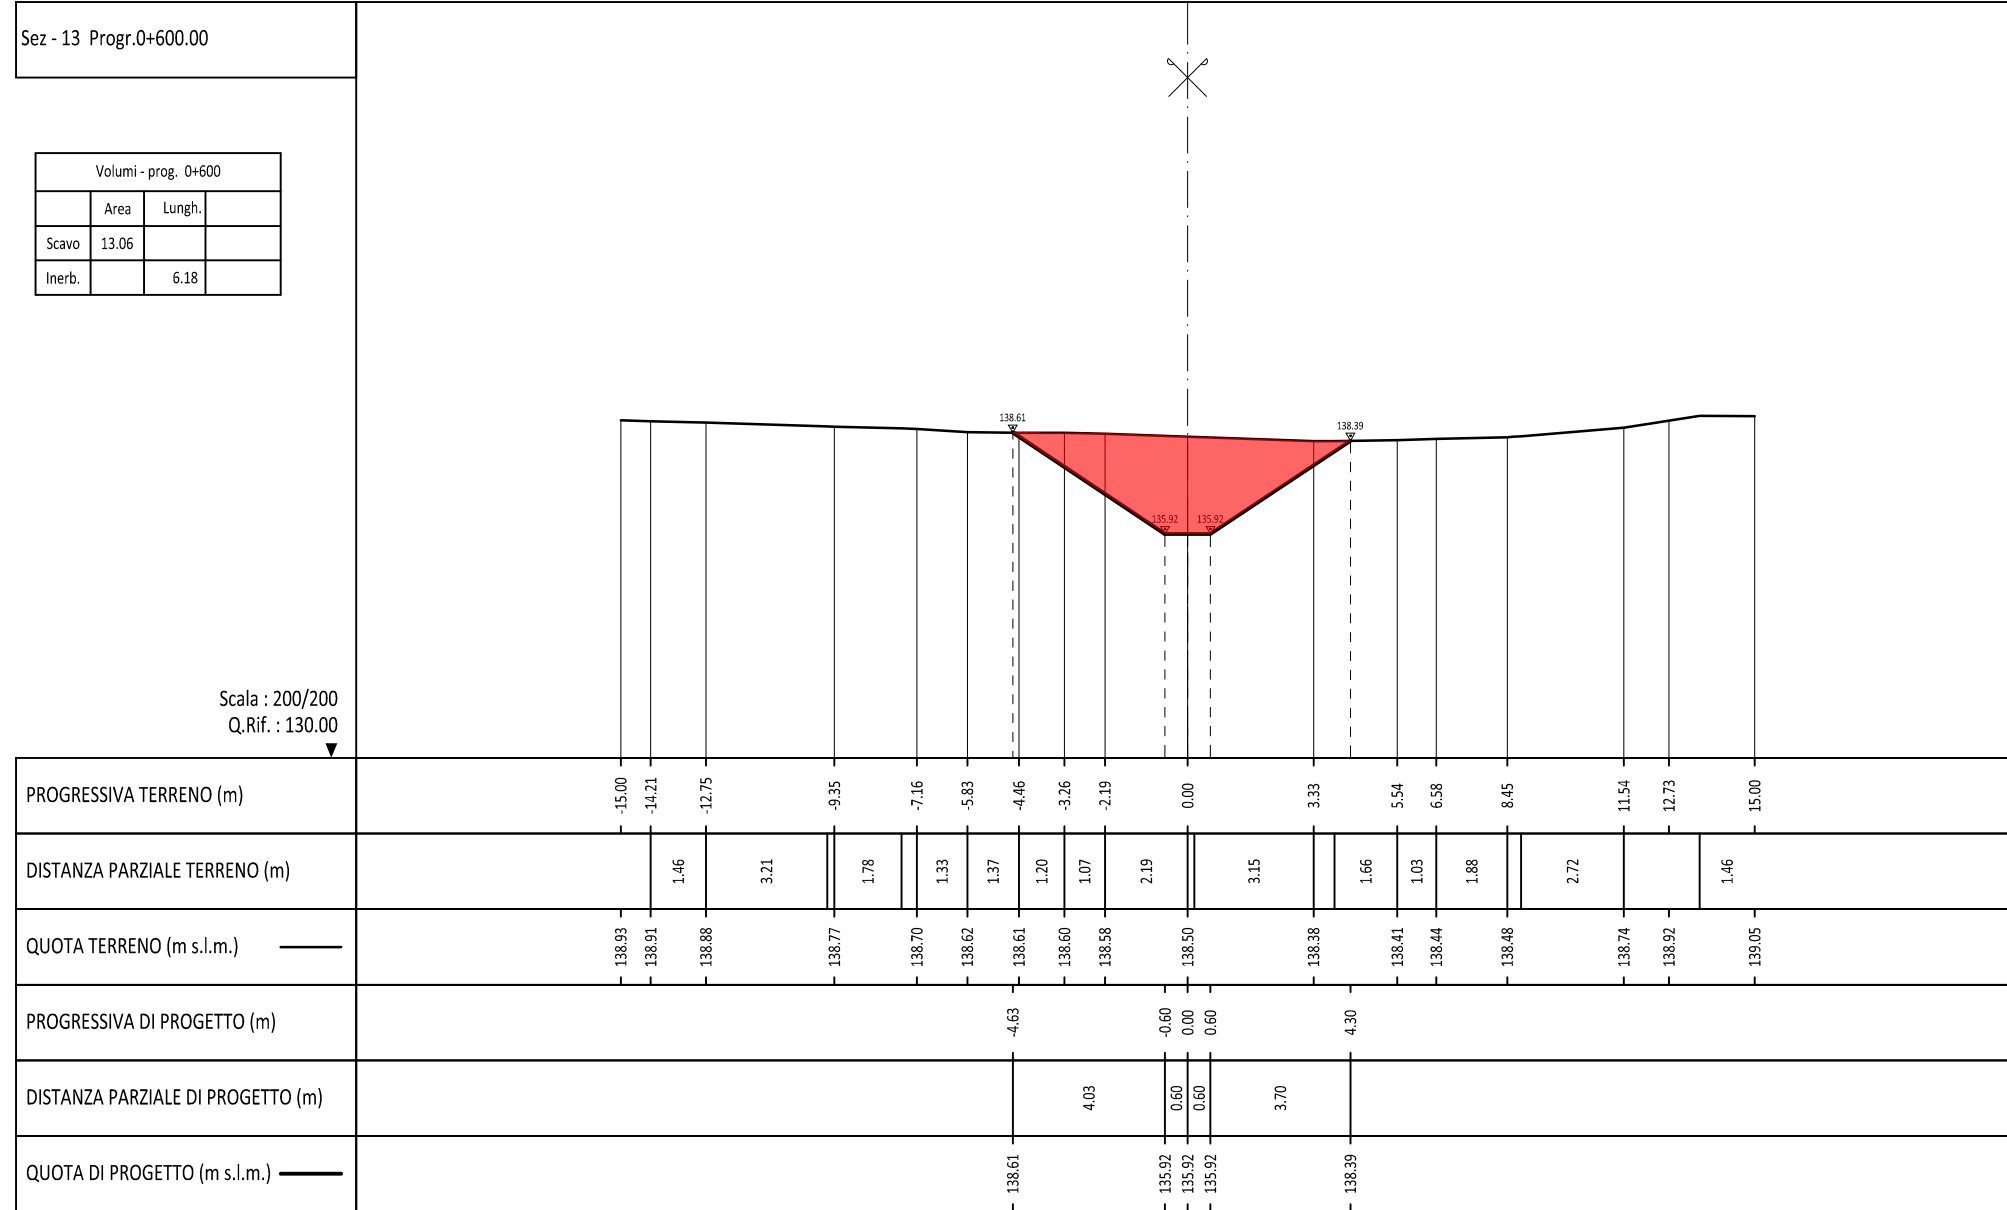 Sez - 13 Progr.0+600.00
Volumi - prog. 0+600
Area Lungh.
Scavo 13.06
Inerb. 6.18
138.61
138.39
135.92 135.92
Scala : 200/200
Q.Rif. : 130.00
PROGRESSIVA TERRENO (m) -15.00 -14.21 -12.75 -9.35 -7.16 -5.83 -4.46 -3.26 -2.19 0.00 3.33 5.54 6.58 8.45 11.54 12.73 15.00
DISTANZA PARZIALE TERRENO (m) 1.46 3.21 1.78 1.33 1.37 1.20 1.07 2.19 3.15 1.66 1.03 1.88 2.72 1.46
QUOTA TERRENO (m s.l.m.) 138.93 138.91 138.88 138.77 138.70 138.62 138.61 138.60 138.58 138.50 138.38 138.41 138.44 138.48 138.74 138.92 139.05
PROGRESSIVA DI PROGETTO (m) -4.63 -0.60 0.00 0.60 4.30
DISTANZA PARZIALE DI PROGETTO (m) 4.03 0.60 0.60 3.70
QUOTA DI PROGETTO (m s.l.m.) 138.61 135.92 135.92 135.92 138.39